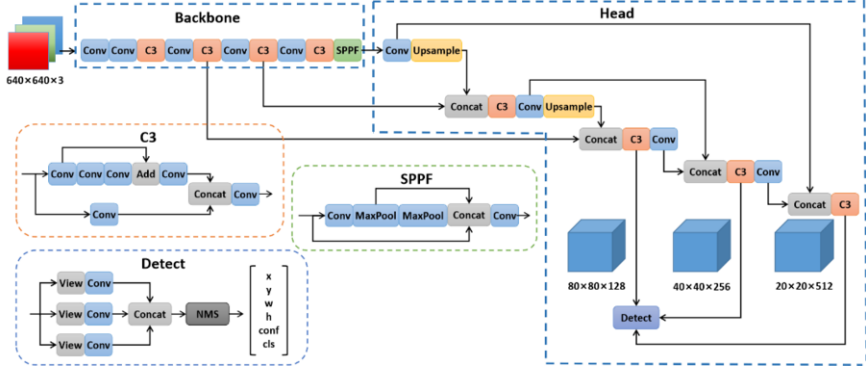 Backbone
Head
Conv Conv C3 Conv C3 Conv C3 Conv C3 SPPF
Conv Upsample
640×640×3
Concat C3 Conv Upsample
C3
Concat C3 Conv
Conv Conv Conv Add Conv
Concat Conv
Conv
SPPF
Conv MaxPool MaxPool Concat Conv
Concat C3 Conv
Concat C3
80×80×128
40×40×256
20×20×512
Detect
Detect
View Conv
View Conv
Concat
NMS
View Conv
x
y
w
h
conf
cls